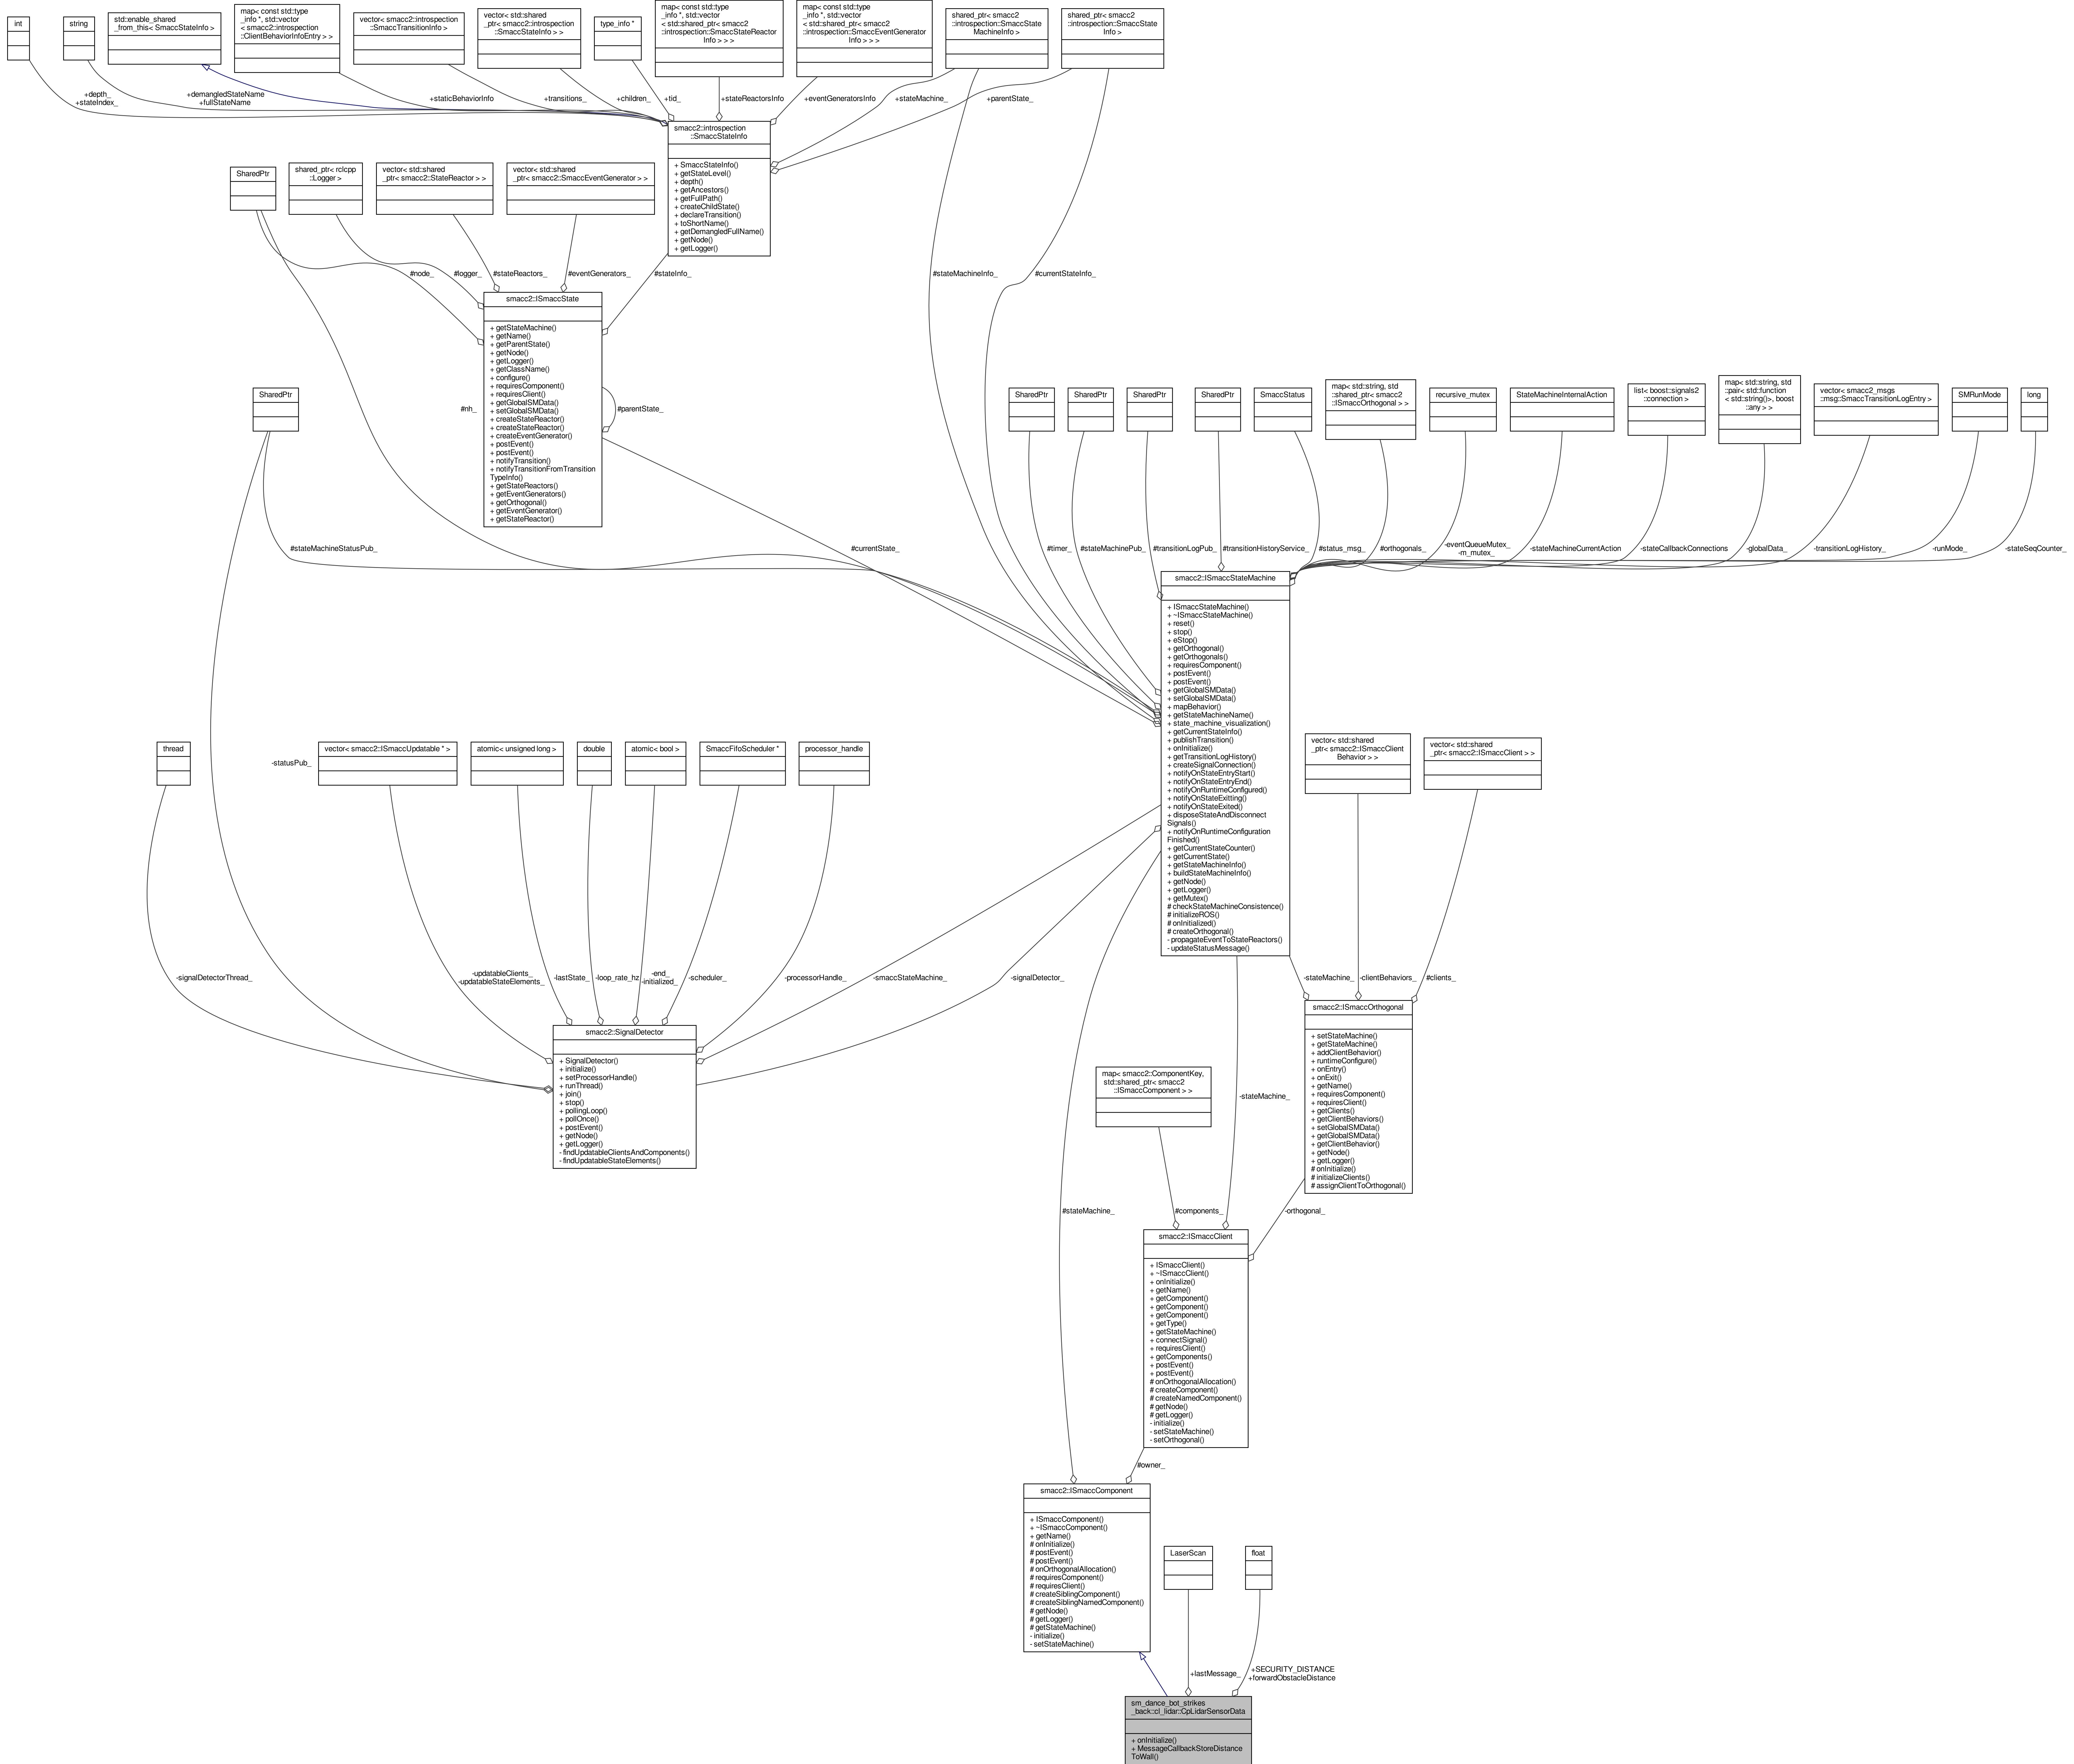 int
string
std::enable_shared
_from_this< SmaccStateInfo >
map< const std::type
_info *, std::vector
< smacc2::introspection
::ClientBehaviorInfoEntry > >
vector< smacc2::introspection
::SmaccTransitionInfo >
vector< std::shared
_ptr< smacc2::introspection
::SmaccStateInfo > >
type_info *
map< const std::type
_info *, std::vector
< std::shared_ptr< smacc2
::introspection::SmaccStateReactor
Info > > >
map< const std::type
_info *, std::vector
< std::shared_ptr< smacc2
::introspection::SmaccEventGenerator
Info > > >
shared_ptr< smacc2
::introspection::SmaccState
MachineInfo >
shared_ptr< smacc2
::introspection::SmaccState
Info >
+depth_
+stateIndex_
+demangledStateName
+fullStateName
+staticBehaviorInfo
+transitions_
+children_
+tid_
+stateReactorsInfo
+eventGeneratorsInfo
+stateMachine_
+parentState_
smacc2::introspection
::SmaccStateInfo
+ SmaccStateInfo()
+ getStateLevel()
+ depth()
+ getAncestors()
+ getFullPath()
+ createChildState()
+ declareTransition()
+ toShortName()
+ getDemangledFullName()
+ getNode()
+ getLogger()
SharedPtr
shared_ptr< rclcpp
::Logger >
vector< std::shared
_ptr< smacc2::StateReactor > >
vector< std::shared
_ptr< smacc2::SmaccEventGenerator > >
#node_
#logger_
#stateReactors_
#eventGenerators_
#stateInfo_
#stateMachineInfo_
#currentStateInfo_
smacc2::ISmaccState
+ getStateMachine()
+ getName()
+ getParentState()
+ getNode()
+ getLogger()
+ getClassName()
+ configure()
+ requiresComponent()
+ requiresClient()
+ getGlobalSMData()
+ setGlobalSMData()
+ createStateReactor()
+ createStateReactor()
+ createEventGenerator()
+ postEvent()
+ postEvent()
+ notifyTransition()
+ notifyTransitionFromTransition
TypeInfo()
+ getStateReactors()
+ getEventGenerators()
+ getOrthogonal()
+ getEventGenerator()
+ getStateReactor()
#nh_
#parentState_
SharedPtr
SharedPtr
SharedPtr
SharedPtr
SharedPtr
SmaccStatus
map< std::string, std
::shared_ptr< smacc2
::ISmaccOrthogonal > >
recursive_mutex
StateMachineInternalAction
list< boost::signals2
::connection >
map< std::string, std
::pair< std::function
< std::string()>, boost
::any > >
vector< smacc2_msgs
::msg::SmaccTransitionLogEntry >
SMRunMode
long
#stateMachineStatusPub_
#currentState_
#timer_
#stateMachinePub_
#transitionLogPub_
#transitionHistoryService_
#status_msg_
#orthogonals_
-eventQueueMutex_
-m_mutex_
-stateMachineCurrentAction
-stateCallbackConnections
-globalData_
-transitionLogHistory_
-runMode_
-stateSeqCounter_
smacc2::ISmaccStateMachine
+ ISmaccStateMachine()
+ ~ISmaccStateMachine()
+ reset()
+ stop()
+ eStop()
+ getOrthogonal()
+ getOrthogonals()
+ requiresComponent()
+ postEvent()
+ postEvent()
+ getGlobalSMData()
+ setGlobalSMData()
+ mapBehavior()
+ getStateMachineName()
+ state_machine_visualization()
+ getCurrentStateInfo()
+ publishTransition()
+ onInitialize()
+ getTransitionLogHistory()
+ createSignalConnection()
+ notifyOnStateEntryStart()
+ notifyOnStateEntryEnd()
+ notifyOnRuntimeConfigured()
+ notifyOnStateExitting()
+ notifyOnStateExited()
+ disposeStateAndDisconnect
Signals()
+ notifyOnRuntimeConfiguration
Finished()
+ getCurrentStateCounter()
+ getCurrentState()
+ getStateMachineInfo()
+ buildStateMachineInfo()
+ getNode()
+ getLogger()
+ getMutex()
# checkStateMachineConsistence()
# initializeROS()
# onInitialized()
# createOrthogonal()
- propagateEventToStateReactors()
- updateStatusMessage()
thread
-statusPub_
vector< smacc2::ISmaccUpdatable * >
atomic< unsigned long >
double
atomic< bool >
SmaccFifoScheduler *
processor_handle
vector< std::shared
_ptr< smacc2::ISmaccClient
Behavior > >
vector< std::shared
_ptr< smacc2::ISmaccClient > >
-signalDetectorThread_
-updatableClients_
-updatableStateElements_
-lastState_
-loop_rate_hz
-end_
-initialized_
-scheduler_
-processorHandle_
-smaccStateMachine_
-signalDetector_
-stateMachine_
-clientBehaviors_
#clients_
smacc2::SignalDetector
+ SignalDetector()
+ initialize()
+ setProcessorHandle()
+ runThread()
+ join()
+ stop()
+ pollingLoop()
+ pollOnce()
+ postEvent()
+ getNode()
+ getLogger()
- findUpdatableClientsAndComponents()
- findUpdatableStateElements()
smacc2::ISmaccOrthogonal
+ setStateMachine()
+ getStateMachine()
+ addClientBehavior()
+ runtimeConfigure()
+ onEntry()
+ onExit()
+ getName()
+ requiresComponent()
+ requiresClient()
+ getClients()
+ getClientBehaviors()
+ setGlobalSMData()
+ getGlobalSMData()
+ getClientBehavior()
+ getNode()
+ getLogger()
# onInitialize()
# initializeClients()
# assignClientToOrthogonal()
map< smacc2::ComponentKey,
std::shared_ptr< smacc2
::ISmaccComponent > >
-stateMachine_
#stateMachine_
#components_
-orthogonal_
smacc2::ISmaccClient
+ ISmaccClient()
+ ~ISmaccClient()
+ onInitialize()
+ getName()
+ getComponent()
+ getComponent()
+ getComponent()
+ getType()
+ getStateMachine()
+ connectSignal()
+ requiresClient()
+ getComponents()
+ postEvent()
+ postEvent()
# onOrthogonalAllocation()
# createComponent()
# createNamedComponent()
# getNode()
# getLogger()
- initialize()
- setStateMachine()
- setOrthogonal()
#owner_
smacc2::ISmaccComponent
+ ISmaccComponent()
+ ~ISmaccComponent()
+ getName()
# onInitialize()
# postEvent()
# postEvent()
# onOrthogonalAllocation()
# requiresComponent()
# requiresClient()
# createSiblingComponent()
# createSiblingNamedComponent()
# getNode()
# getLogger()
# getStateMachine()
- initialize()
- setStateMachine()
LaserScan
float
+lastMessage_
+SECURITY_DISTANCE
+forwardObstacleDistance
sm_dance_bot_strikes
_back::cl_lidar::CpLidarSensorData
+ onInitialize()
+ MessageCallbackStoreDistance
ToWall()